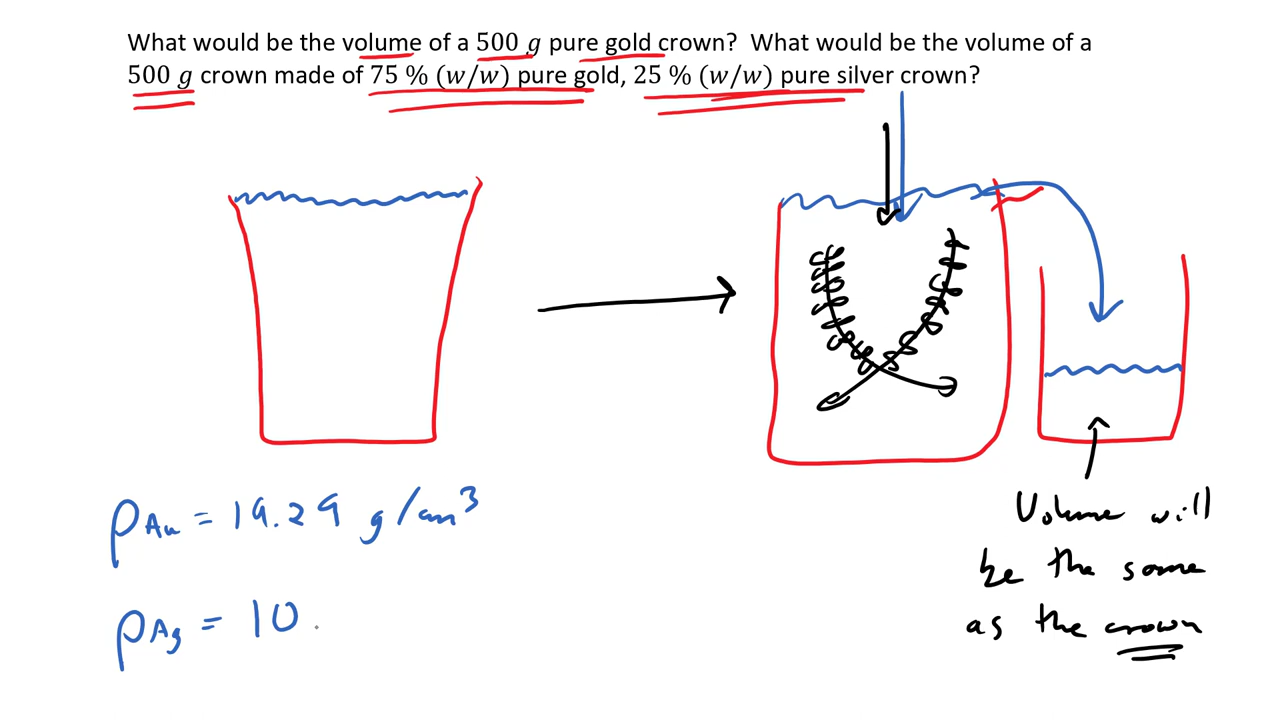 What would be the volume of a 500 g pure gold crown? What would be the volume of a
500 g crown made of 75 % (w/w) pure gold, 25 % (w/w) pure silver crown?
ρAu = 19.29 g/cm³
ρAg = 10.
Volume will
be the same
as the crown